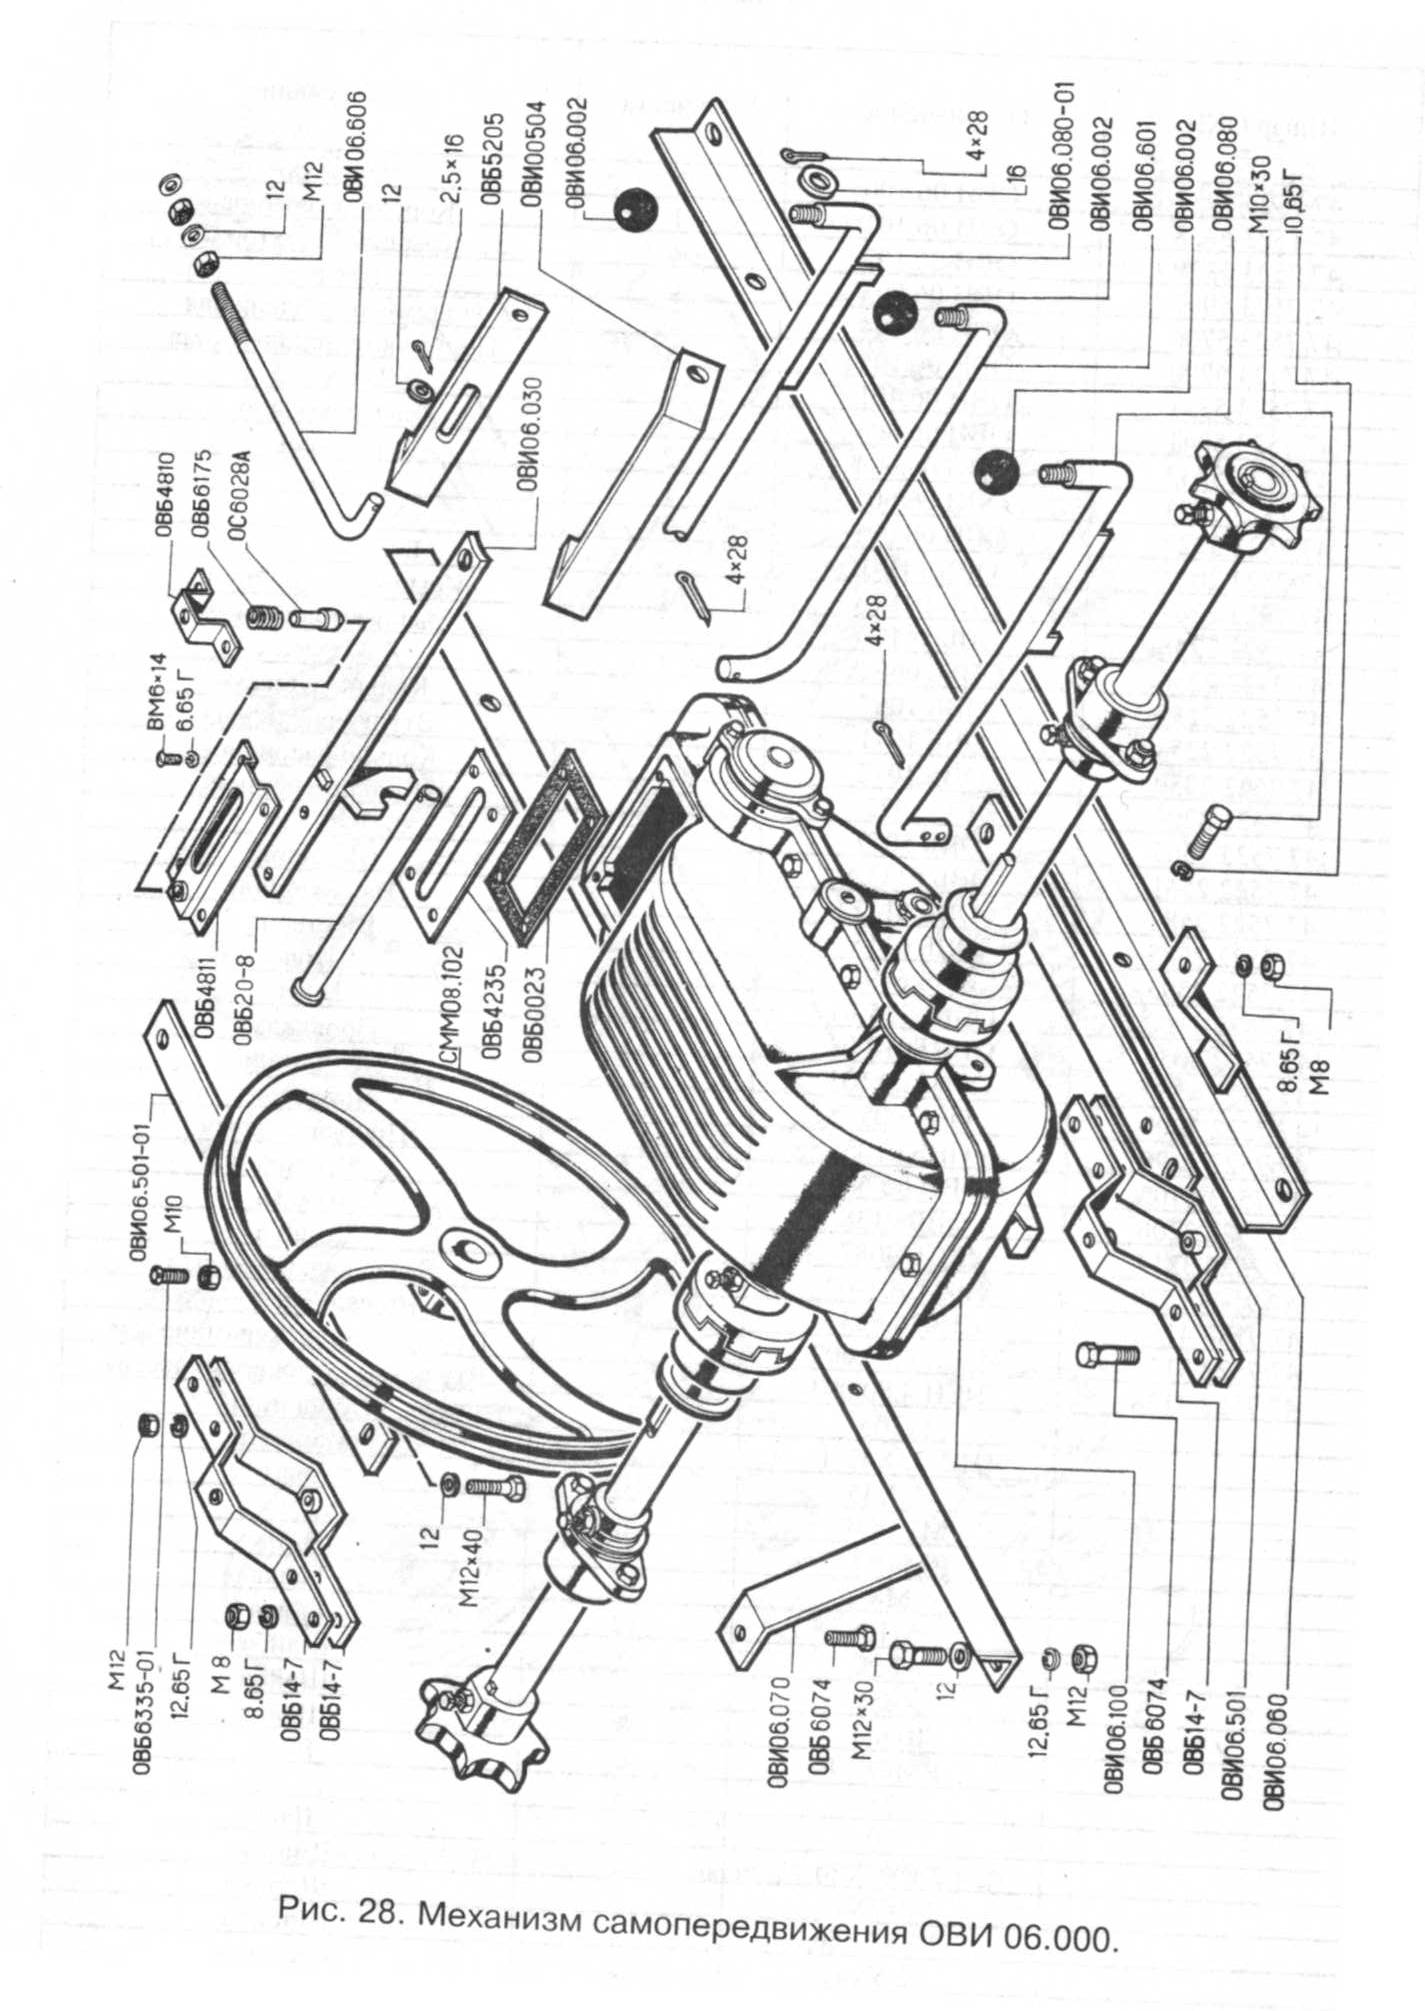 12
М12
ОВИ 06.606
12
2.5×16
ОВБ5205
ОВИ00504
ОВИ06.002
4×28
16
ОВИ06.080-01
ОВИ06.002
ОВИ06.601
ОВИ06.002
ОВИ06.080
М10×30
10.65Г
ОВБ4810
ОВБ6175
ОС6028А
ОВИ06.030
ВМ6×14
6.65Г
4×28
4×28
ОВБ4811
ОВБ20-8
СММ08.102
ОВБ4235
ОВБ0023
8.65Г
М8
ОВИ06.501-01
М10
12
М12×40
М12
ОВБ6335-01
12.65Г
М8
8.65Г
ОВБ14-7
ОВБ14-7
ОВИ06.070
ОВБ6074
М12×30
12
12.65Г
М12
ОВИ06.100
ОВБ6074
ОВБ14-7
ОВИ06.501
ОВИ06.060
Рис. 28. Механизм самопередвижения ОВИ 06.000.